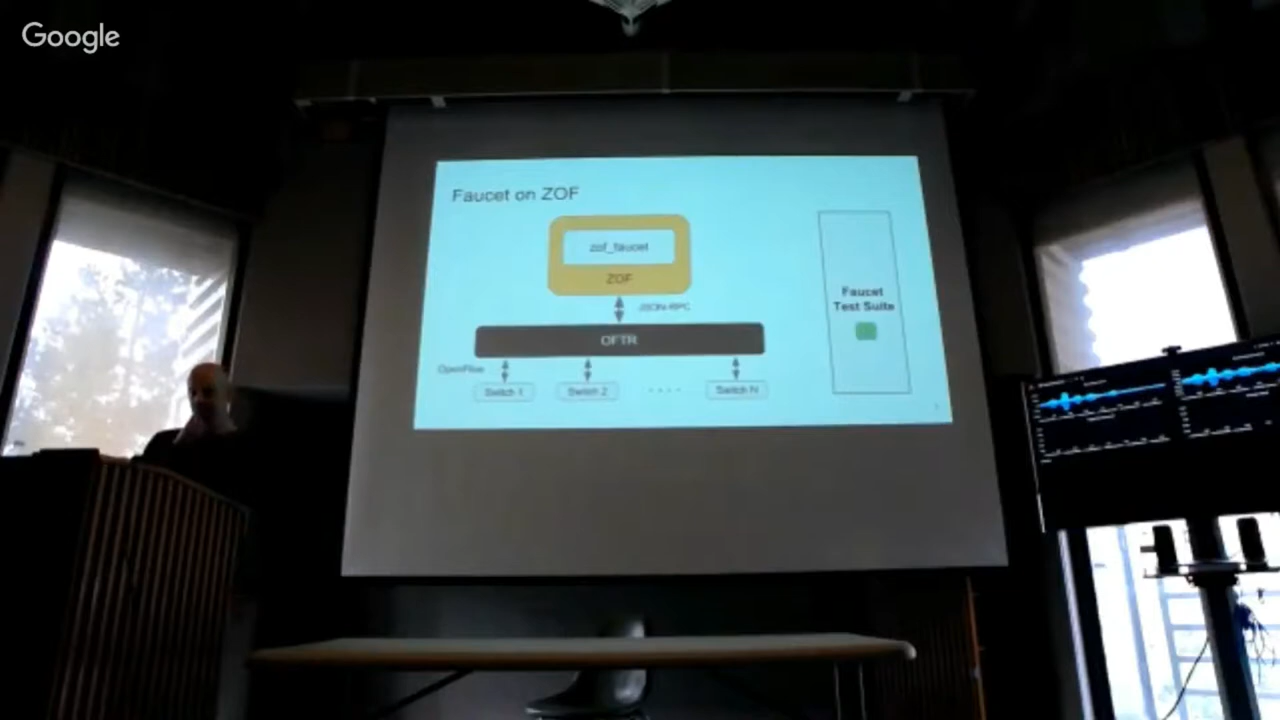 Google
Faucet on ZOF
zof_faucet
ZOF
JSON-RPC
OFTR
OpenFlow
Switch 1
Switch 2
Switch N
Faucet
Test Suite